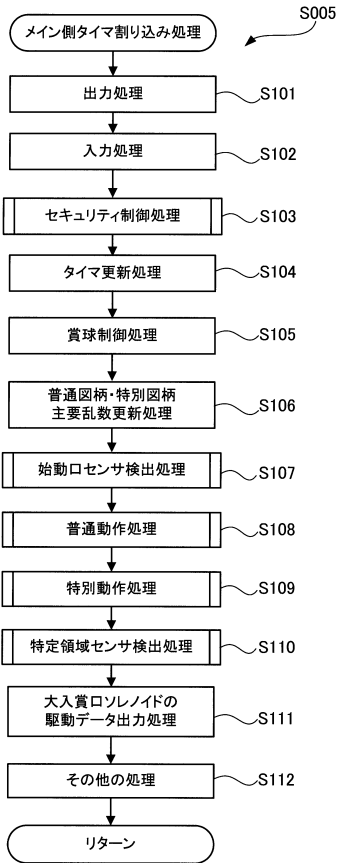 S005
メイン側タイマ割り込み処理
出力処理
S101
入力処理
S102
セキュリティ制御処理
S103
タイマ更新処理
S104
賞球制御処理
S105
普通図柄・特別図柄
主要乱数更新処理
S106
始動口センサ検出処理
S107
普通動作処理
S108
特別動作処理
S109
特定領域センサ検出処理
S110
大入賞口ソレノイドの
駆動データ出力処理
S111
その他の処理
S112
リターン